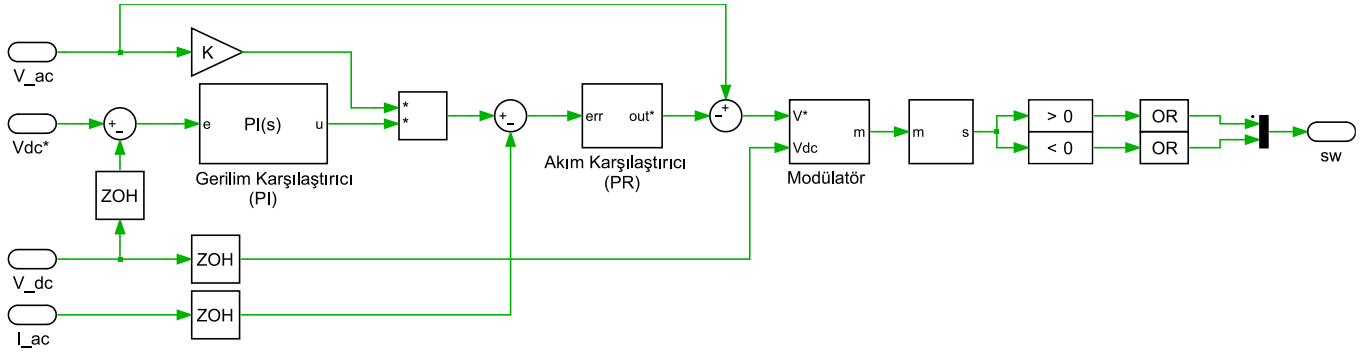 V_ac
K
Vdc*
+
-
e
PI(s)
u
Gerilim Karşılaştırıcı
(PI)
*
*
+
-
err
out*
Akım Karşılaştırıcı
(PR)
+
-
V*
Vdc
m
Modülatör
m
s
> 0
< 0
OR
OR
sw
ZOH
V_dc
ZOH
I_ac
ZOH